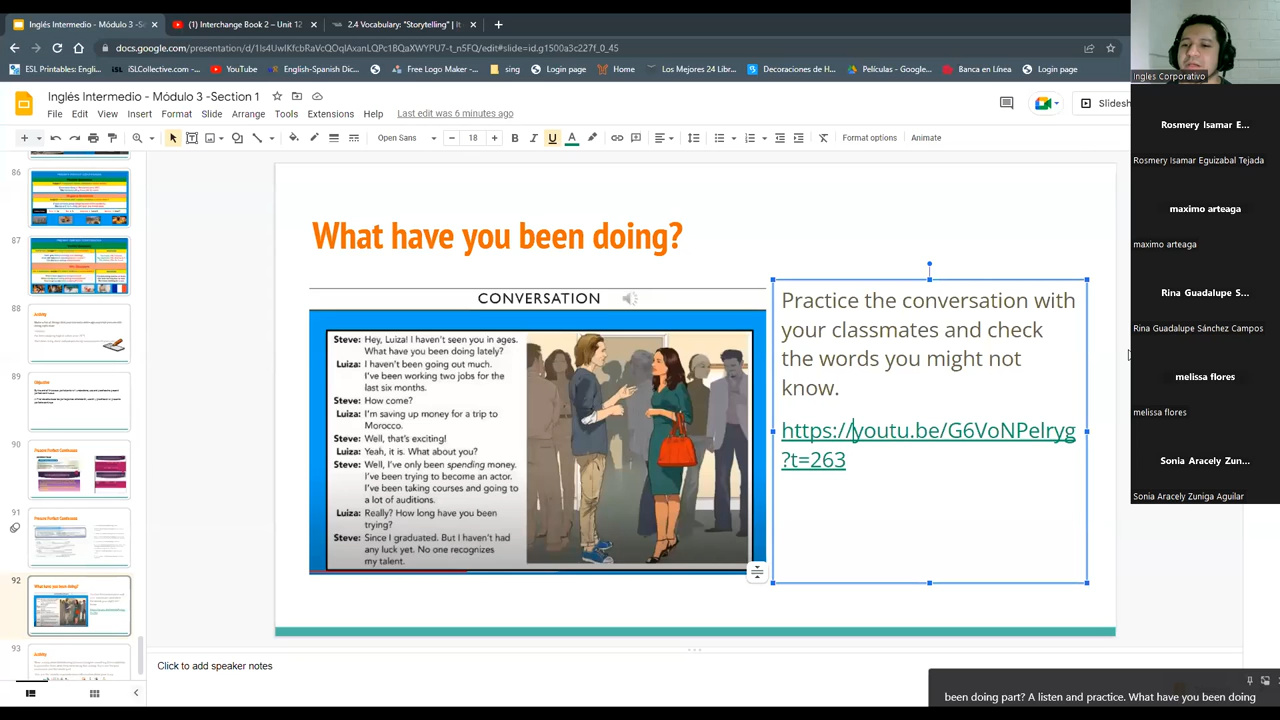 Inglés Intermedio - Módulo 3 -S
(1) Interchange Book 2 – Unit 12
2.4 Vocabulary: "Storytelling" | It
docs.google.com/presentation/d/1Is4UwIKfcbRaVcQOqIAxanLQPc1BQaXWYPU7-t_n5FQ/edit#slide=id.g1500a3c227f_0_45
ESL Printables: Engli...
iSLCollective.com -...
YouTube
English-Spanish Dic...
Login page
Free Logo Maker -...
sing
Login page
Home
Los Mejores 24 Libr...
Decoraciones de H...
Películas - Google...
Banca en Línea
Login page
Inglés Intermedio - Módulo 3 -Section 1
File Edit View Insert Format Slide Arrange Tools Extensions Help Last edit was 6 minutes ago
Slidesh
Open Sans
18
B I U A
Format options
Animate
86
87
88
89
90
91
92
93
What have you been doing?
CONVERSATION
Steve: Hey, Luiza! I haven't seen you in ages.
What have you been doing lately?
Luiza: I haven't been going out much.
I've been working two jobs for the
last six months.
Steve: How come?
Luiza: I'm saving up money for a trip to
Morocco.
Steve: Well, that's exciting!
Luiza: Yeah, it is. What about you?
Steve: Well, I've only been spending money.
I've been trying to become an actor.
I've been taking courses and going to
a lot of auditions.
Luiza: Really? How long have you been
trying?
Steve: Since I graduated. But I haven't had
any luck yet. No one recognizes
my talent.
Practice the conversation with
your classmates and check
the words you might not
know.
https://youtu.be/G6VoNPelryg
?t=263
Click to add speaker notes
Ingles Corporativo
Rosmery Isamar E...
Rosmery Isamar Eguizabal Tejada
maximo arteaga
maximo arteaga
Rina Guadalupe S...
Rina Guadalupe Sánchez Campos
melissa flores
melissa flores
Sonia Aracely Zun...
Sonia Aracely Zuniga Aguilar
been doing part? A listen and practice. What have you been doing